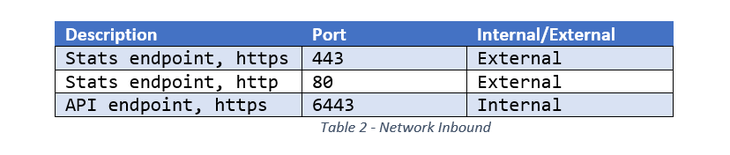 Description Port Internal/External
Stats endpoint, https 443 External
Stats endpoint, http 80 External
API endpoint, https 6443 Internal
Table 2 - Network Inbound